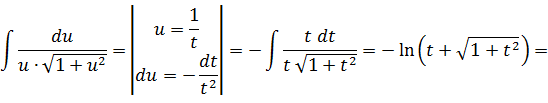 ∫ du / (u·√(1+u²)) = | u = 1/t ; du = −dt/t² | = −∫ t dt / (t √(1+t²)) = −ln(t + √(1+t²)) =